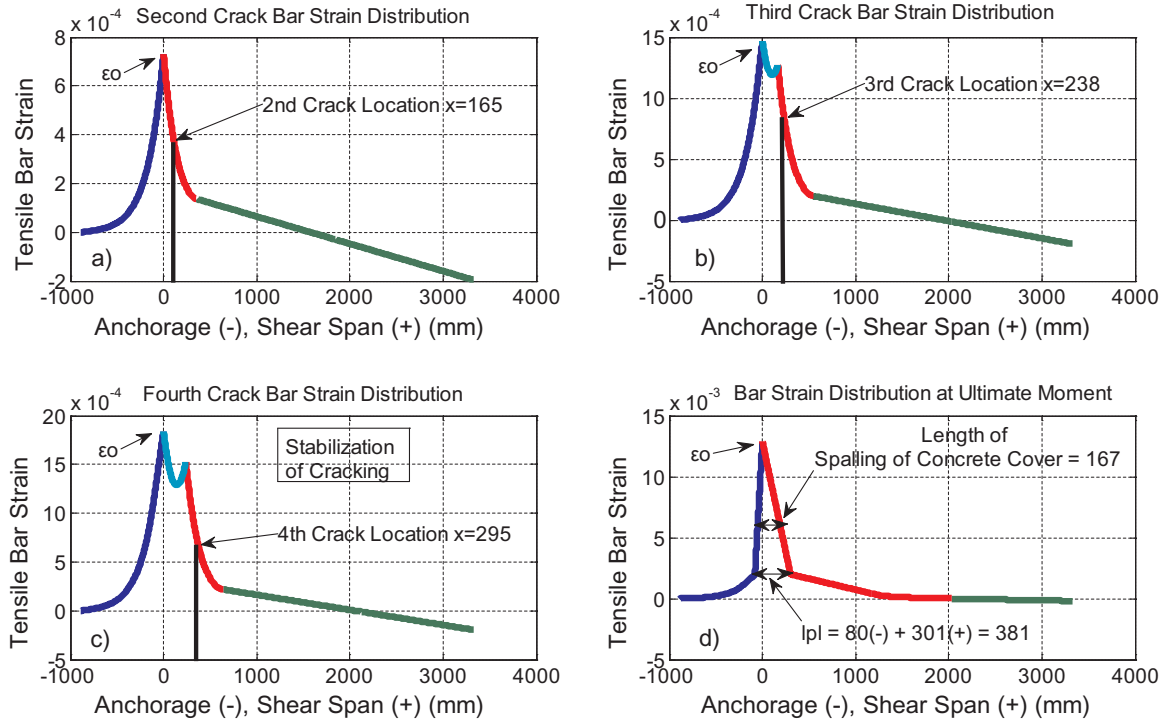 Second Crack Bar Strain Distribution
x 10-4
8
6
4
2
0
-2
-1000 0 1000 2000 3000 4000
Tensile Bar Strain
Anchorage (-), Shear Span (+) (mm)
εo
2nd Crack Location x=165
a)
Third Crack Bar Strain Distribution
x 10-4
15
10
5
0
-5
-1000 0 1000 2000 3000 4000
Tensile Bar Strain
Anchorage (-), Shear Span (+) (mm)
εo
3rd Crack Location x=238
b)
Fourth Crack Bar Strain Distribution
x 10-4
20
15
10
5
0
-5
-1000 0 1000 2000 3000 4000
Tensile Bar Strain
Anchorage (-), Shear Span (+) (mm)
εo
Stabilization
of Cracking
4th Crack Location x=295
c)
Bar Strain Distribution at Ultimate Moment
x 10-3
15
10
5
0
-5
-1000 0 1000 2000 3000 4000
Tensile Bar Strain
Anchorage (-), Shear Span (+) (mm)
εo
Length of
Spalling of Concrete Cover = 167
lpl = 80(-) + 301(+) = 381
d)